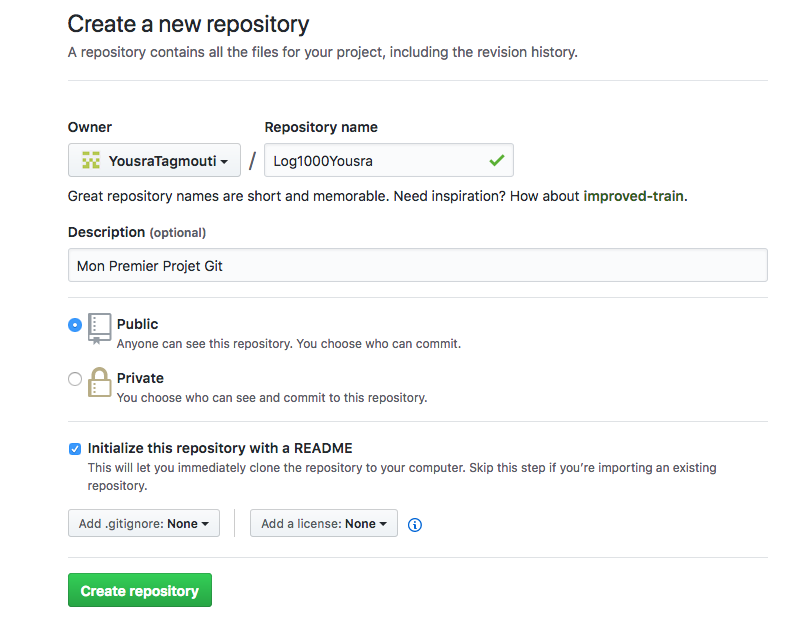 Create a new repository
A repository contains all the files for your project, including the revision history.
Owner
Repository name
YousraTagmouti
/
Log1000Yousra
Great repository names are short and memorable. Need inspiration? How about improved-train.
Description (optional)
Mon Premier Projet Git
Public
Anyone can see this repository. You choose who can commit.
Private
You choose who can see and commit to this repository.
Initialize this repository with a README
This will let you immediately clone the repository to your computer. Skip this step if you’re importing an existing
repository.
Add .gitignore: None
Add a license: None
Create repository